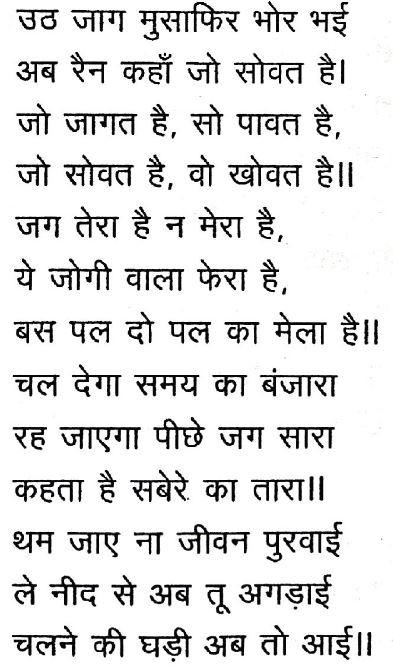 उठ जाग मुसाफिर भोर भई
अब रैन कहाँ जो सोवत है।
जो जागत है, सो पावत है,
जो सोवत है, वो खोवत है॥
जग तेरा है न मेरा है,
ये जोगी वाला फेरा है,
बस पल दो पल का मेला है॥
चल देगा समय का बंजारा
रह जाएगा पीछे जग सारा
कहता है सबेरे का तारा॥
थम जाए ना जीवन पुरवाई
ले नीद से अब तू अगड़ाई
चलने की घड़ी अब तो आई॥